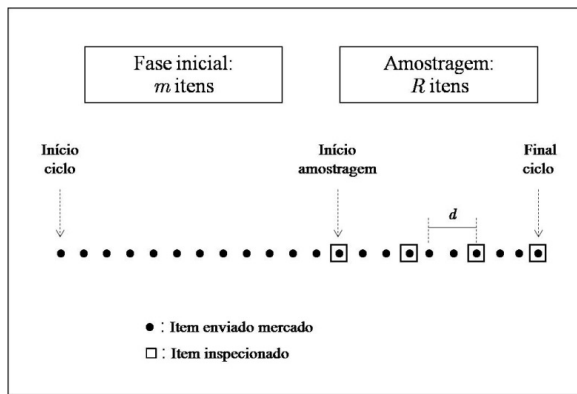 Fase inicial:
m itens
Amostragem:
R itens
Início
ciclo
Início
amostragem
Final
ciclo
d
: Item enviado mercado
: Item inspecionado